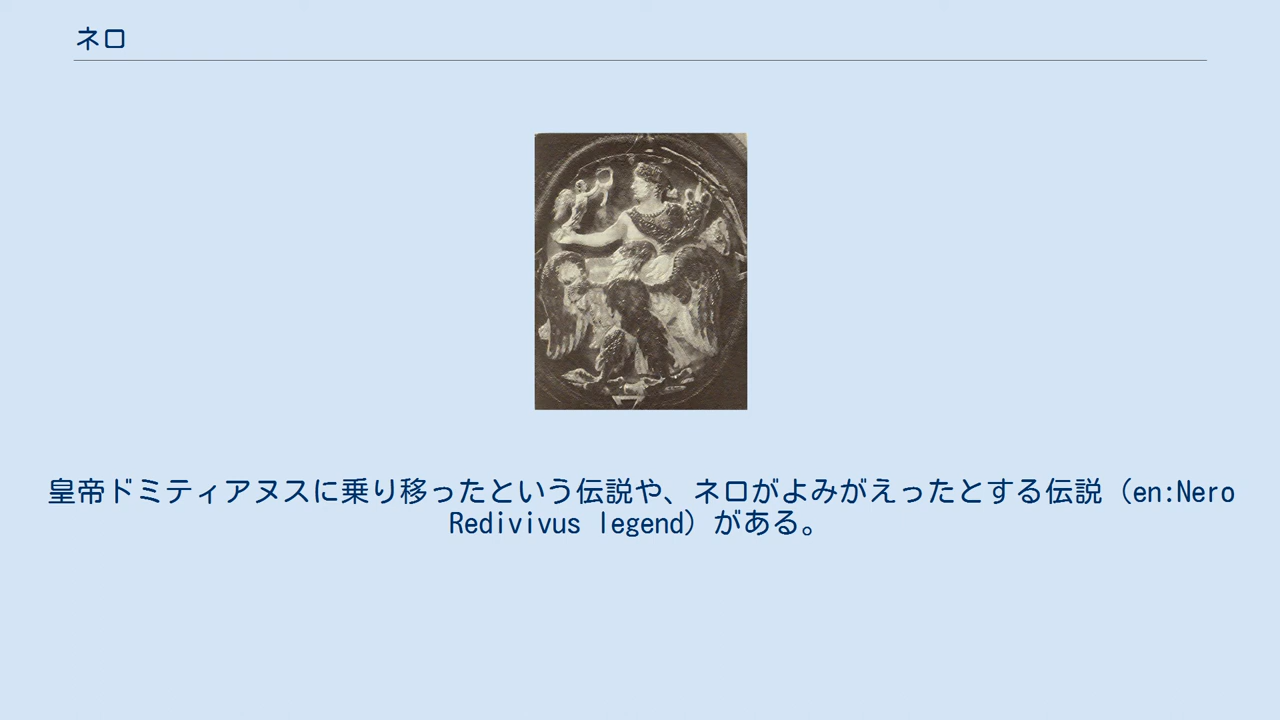 ネロ
皇帝ドミティアヌスに乗り移ったという伝説や、ネロがよみがえったとする伝説（en:Nero
Redivivus legend）がある。